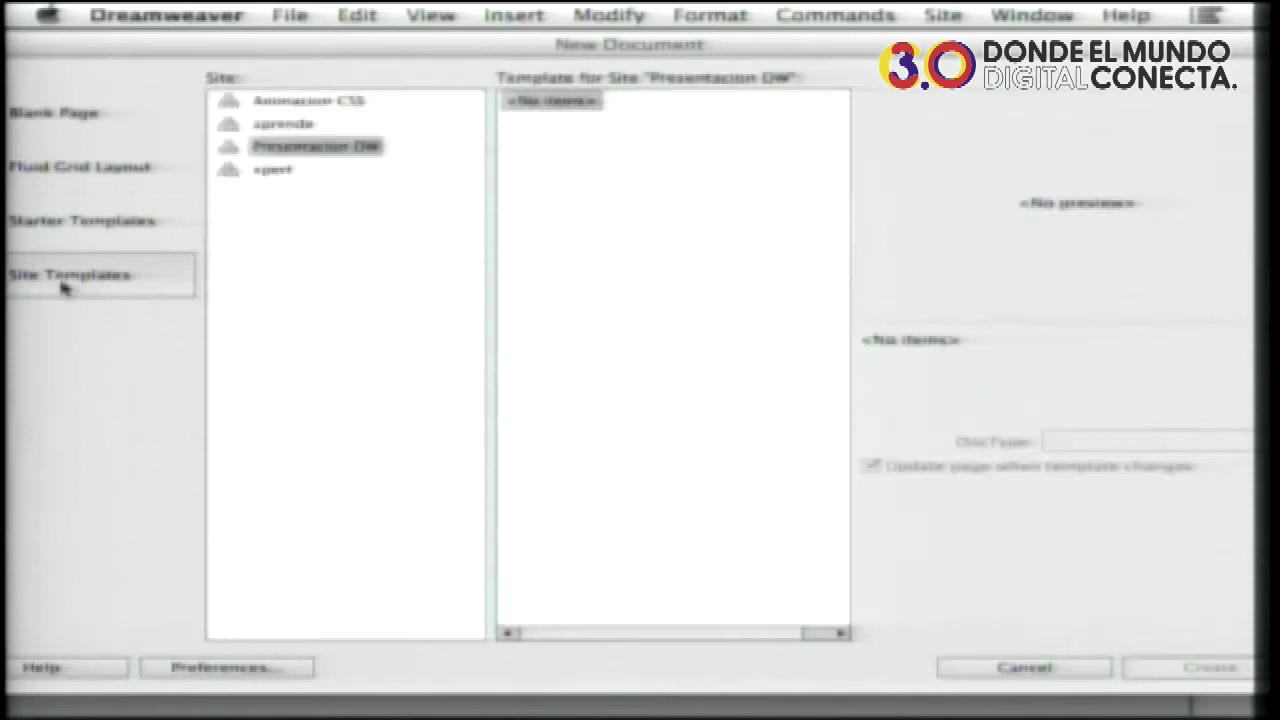 Dreamweaver File Edit View Insert Modify Format Commands Site Window Help
New Document
3.0 DONDE EL MUNDO
DIGITAL CONECTA.
Site: Template for Site "Presentacion DW":
Blank Page
Fluid Grid Layout
Starter Templates
Site Templates
Animacion CSS
aprende
Presentacion DW
xpert
<No items>
<No preview>
<No items>
DocType:
Update page when template changes
Help Preferences... Cancel Create